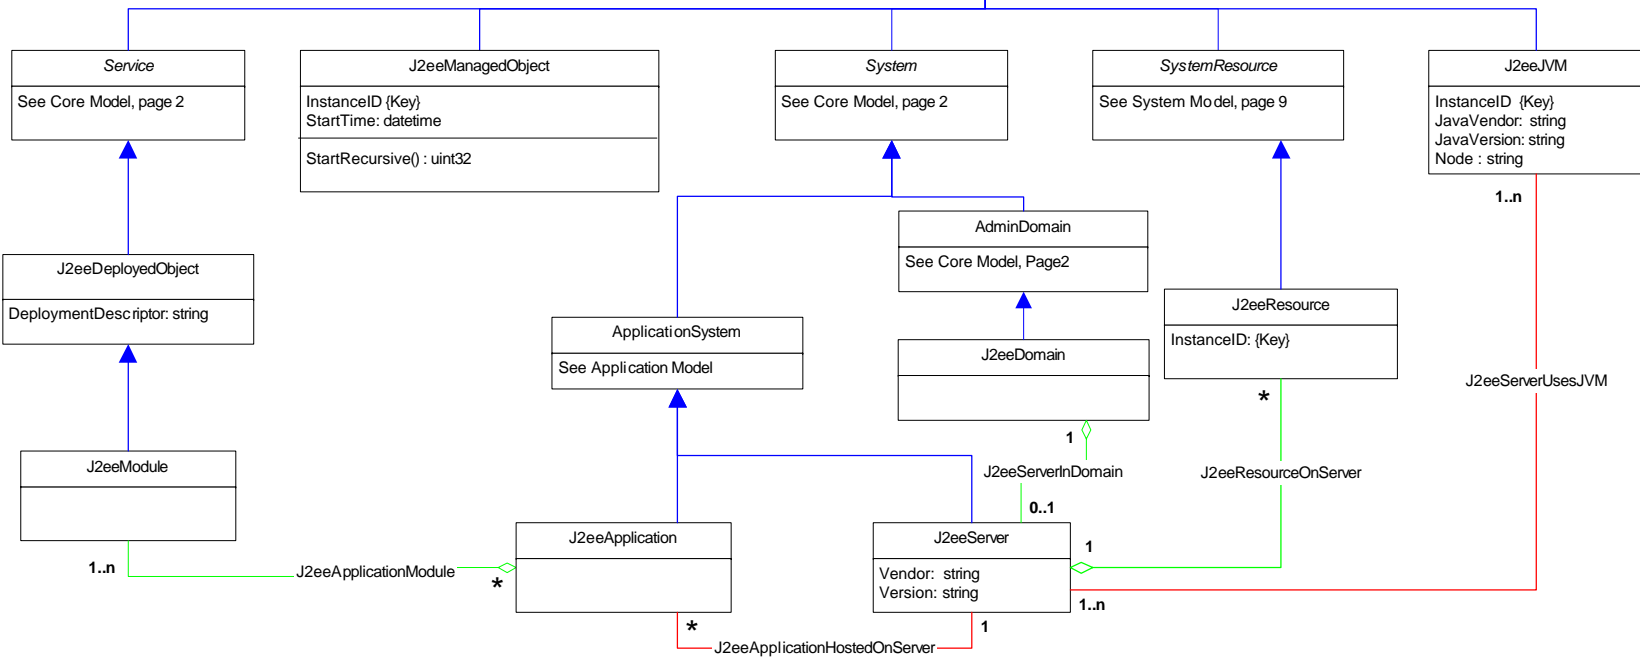 Service
See Core Model, page 2
J2eeManagedObject
InstanceID {Key}
StartTime: datetime
StartRecursive() : uint32
System
See Core Model, page 2
SystemResource
See System Model, page 9
J2eeJVM
InstanceID {Key}
JavaVendor: string
JavaVersion: string
Node : string
1..n
AdminDomain
See Core Model, Page2
J2eeDeployedObject
DeploymentDescriptor: string
ApplicationSystem
See Application Model
J2eeDomain
J2eeResource
InstanceID: {Key}
J2eeServerUsesJVM
*
1
J2eeModule
J2eeServerInDomain
J2eeResourceOnServer
0..1
J2eeApplication
J2eeServer
Vendor: string
Version: string
1
1..n
J2eeApplicationModule
*
1..n
*
J2eeApplicationHostedOnServer
1